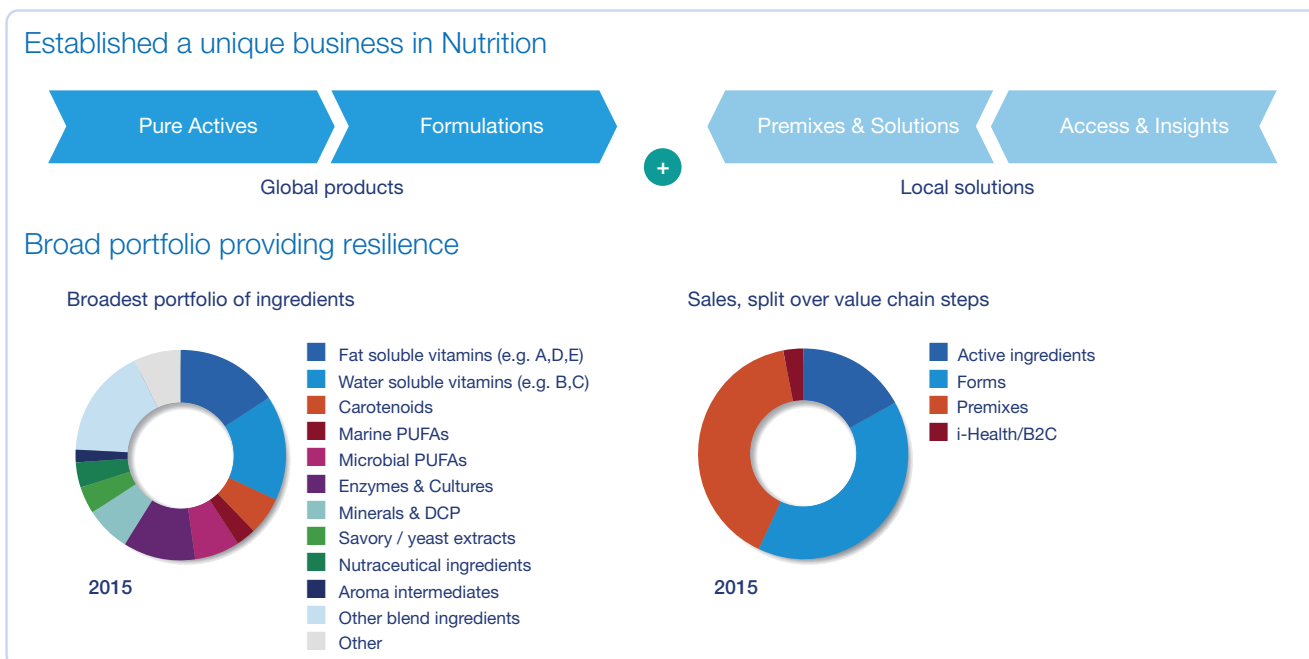 Established a unique business in Nutrition
Pure Actives
Formulations
Premixes & Solutions
Access & Insights
+
Global products
Local solutions
Broad portfolio providing resilience
Broadest portfolio of ingredients
Fat soluble vitamins (e.g. A,D,E)
Water soluble vitamins (e.g. B,C)
Carotenoids
Marine PUFAs
Microbial PUFAs
Enzymes & Cultures
Minerals & DCP
Savory / yeast extracts
Nutraceutical ingredients
Aroma intermediates
Other blend ingredients
Other
2015
Sales, split over value chain steps
Active ingredients
Forms
Premixes
i-Health/B2C
2015